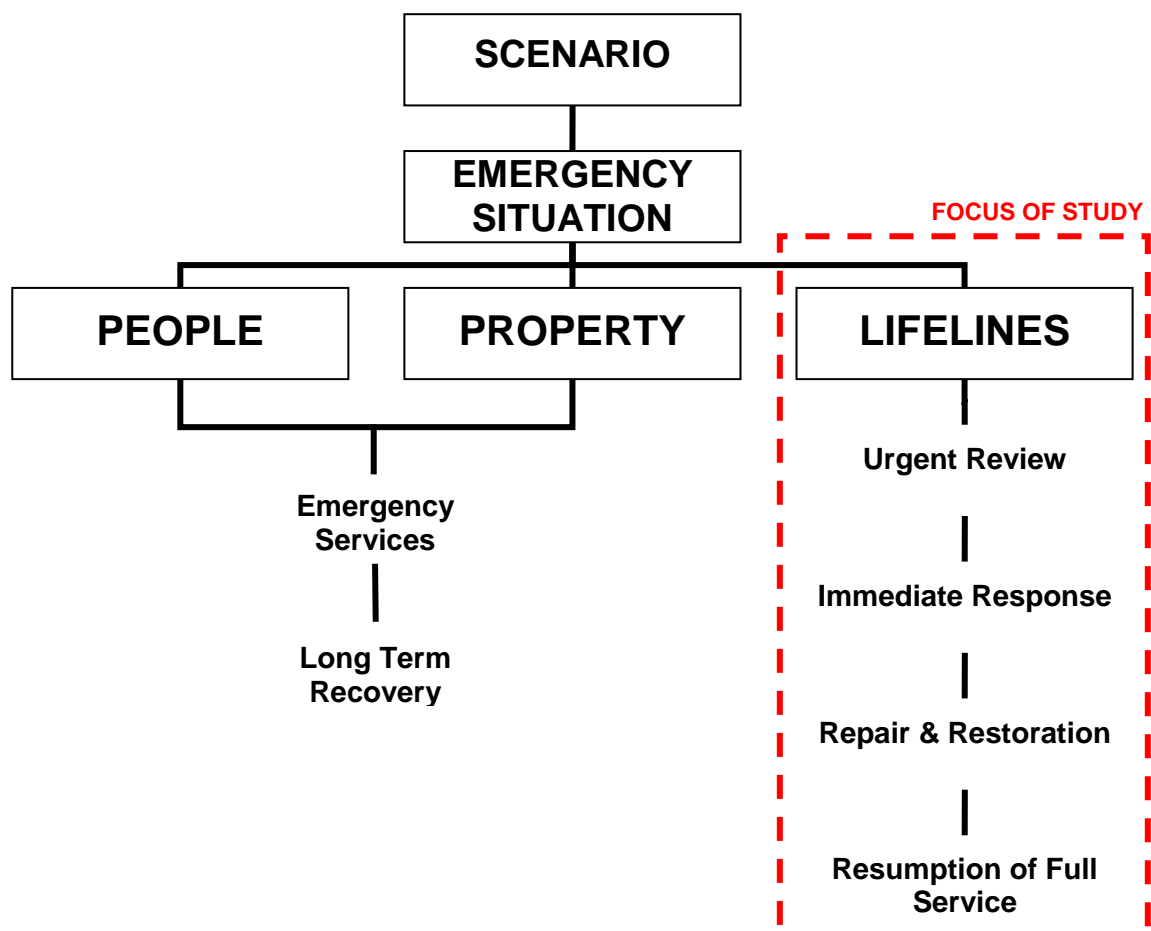 SCENARIO
EMERGENCY
SITUATION
FOCUS OF STUDY
PEOPLE
PROPERTY
LIFELINES
Emergency
Services
Long Term
Recovery
Urgent Review
Immediate Response
Repair & Restoration
Resumption of Full
Service